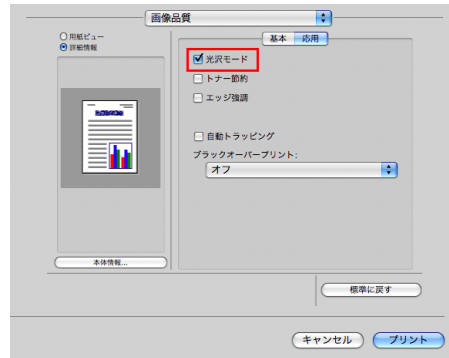 画像品質
用紙ビュー
詳細情報
基本
応用
光沢モード
トナー節約
エッジ強調
自動トラッピング
ブラックオーバープリント:
オフ
本体情報...
標準に戻す
キャンセル
プリント